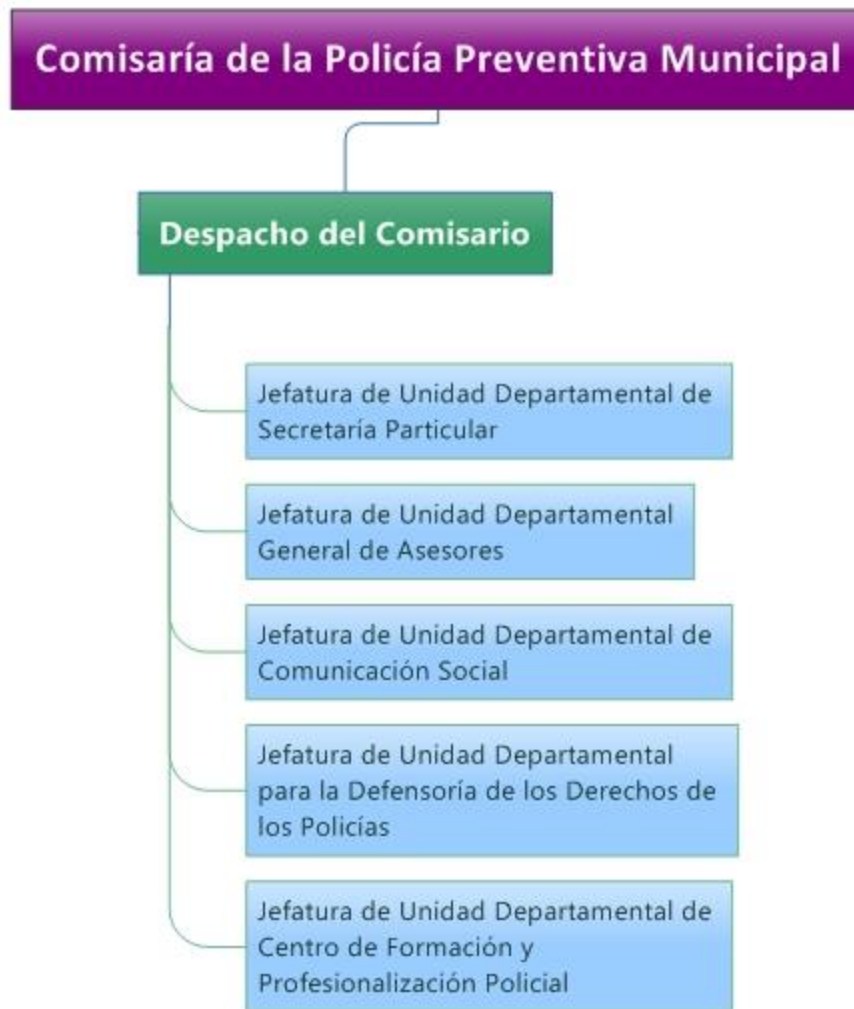 Comisaría de la Policía Preventiva Municipal
Despacho del Comisario
Jefatura de Unidad Departamental de
Secretaría Particular
Jefatura de Unidad Departamental
General de Asesores
Jefatura de Unidad Departamental de
Comunicación Social
Jefatura de Unidad Departamental
para la Defensoría de los Derechos de
los Policías
Jefatura de Unidad Departamental de
Centro de Formación y
Profesionalización Policial